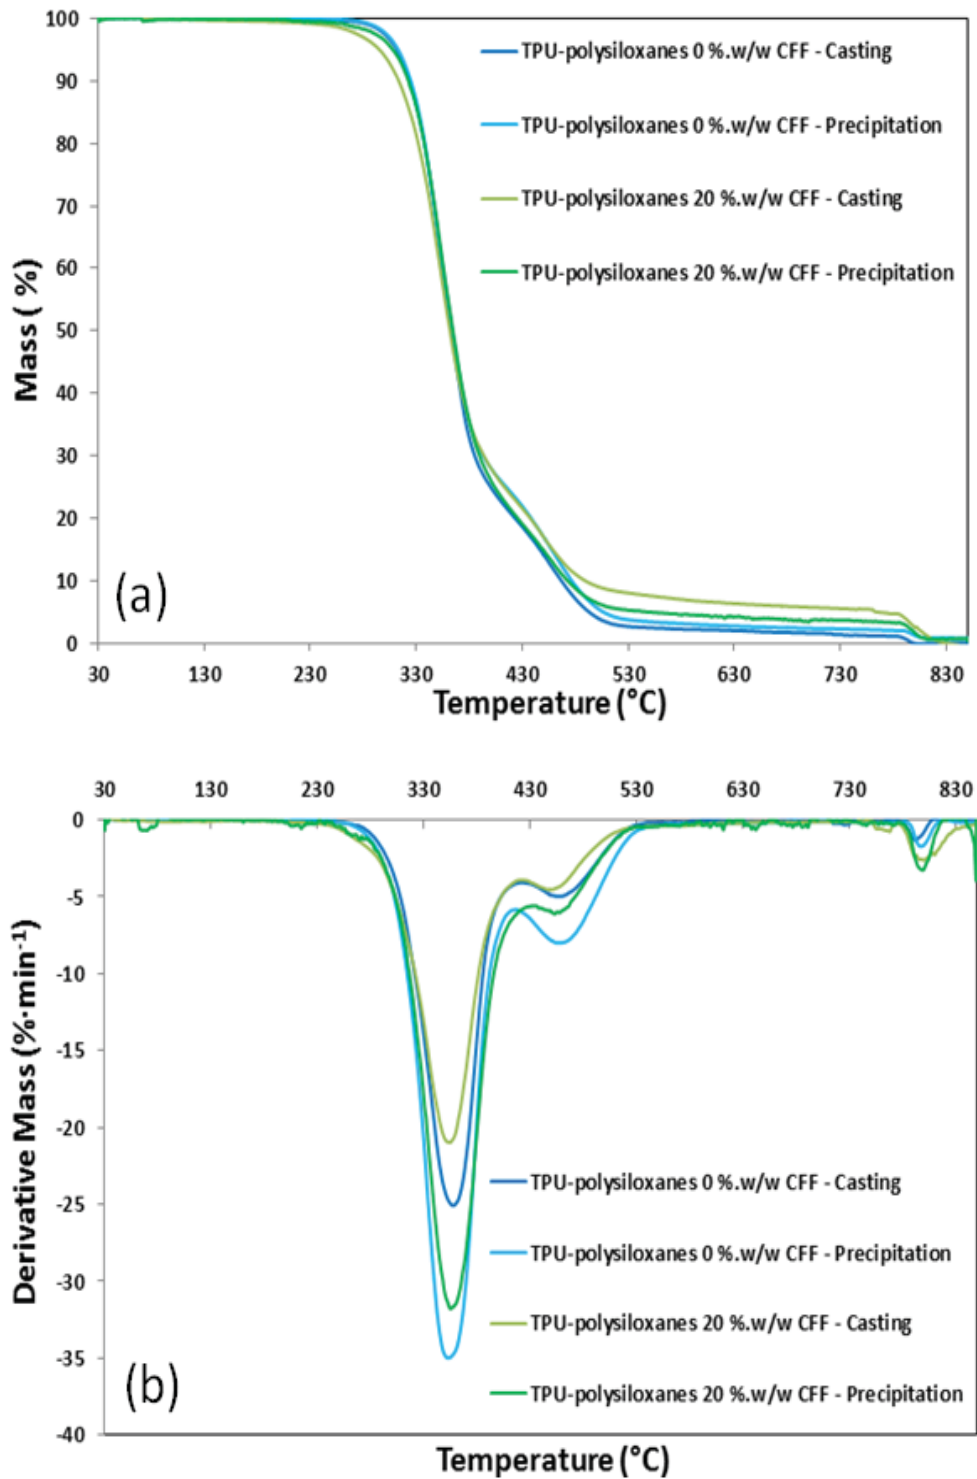 100
90
80
70
60
50
40
30
20
10
0
Mass ( %)
TPU-polysiloxanes 0 %.w/w CFF - Casting
TPU-polysiloxanes 0 %.w/w CFF - Precipitation
TPU-polysiloxanes 20 %.w/w CFF - Casting
TPU-polysiloxanes 20 %.w/w CFF - Precipitation
(a)
30 130 230 330 430 530 630 730 830
Temperature (°C)
30 130 230 330 430 530 630 730 830
0
-5
-10
-15
-20
-25
-30
-35
-40
Derivative Mass (%·min⁻¹)
TPU-polysiloxanes 0 %.w/w CFF - Casting
TPU-polysiloxanes 0 %.w/w CFF - Precipitation
TPU-polysiloxanes 20 %.w/w CFF - Casting
TPU-polysiloxanes 20 %.w/w CFF - Precipitation
(b)
Temperature (°C)